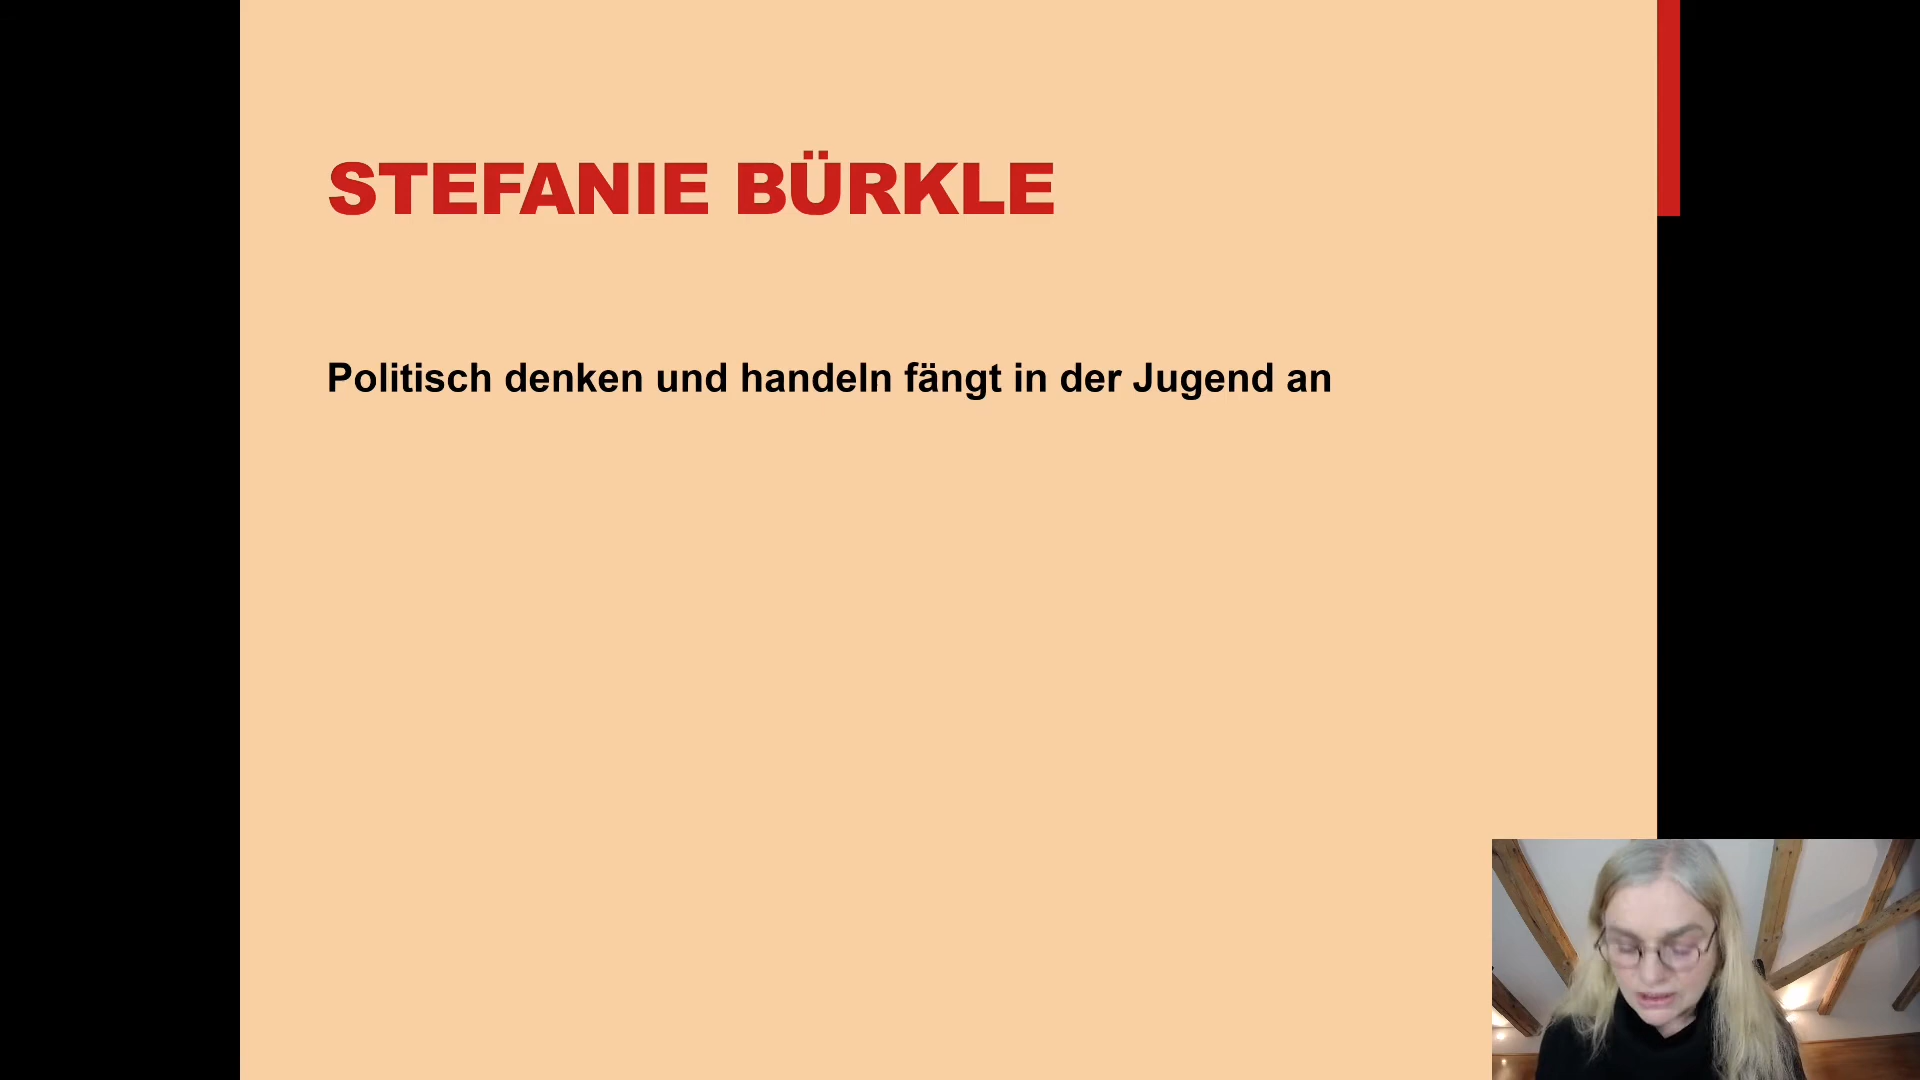 STEFANIE BÜRKLE
Politisch denken und handeln fängt in der Jugend an